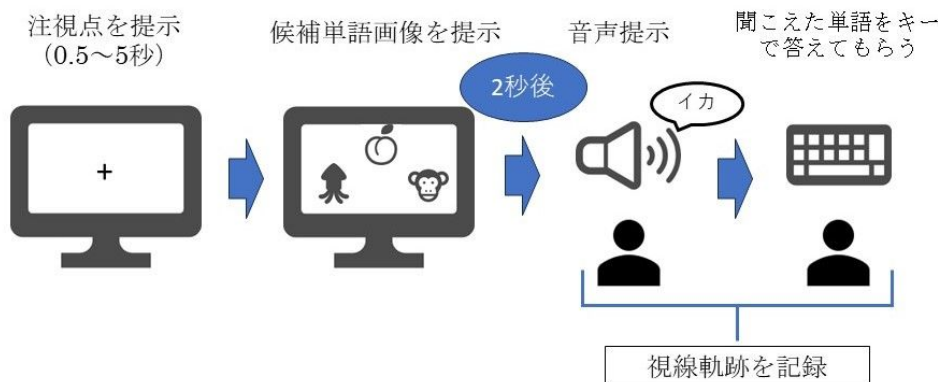 注視点を提示
(0.5～5秒)
候補単語画像を提示
音声提示
聞こえた単語をキー
で答えてもらう
2秒後
イカ
+
視線軌跡を記録